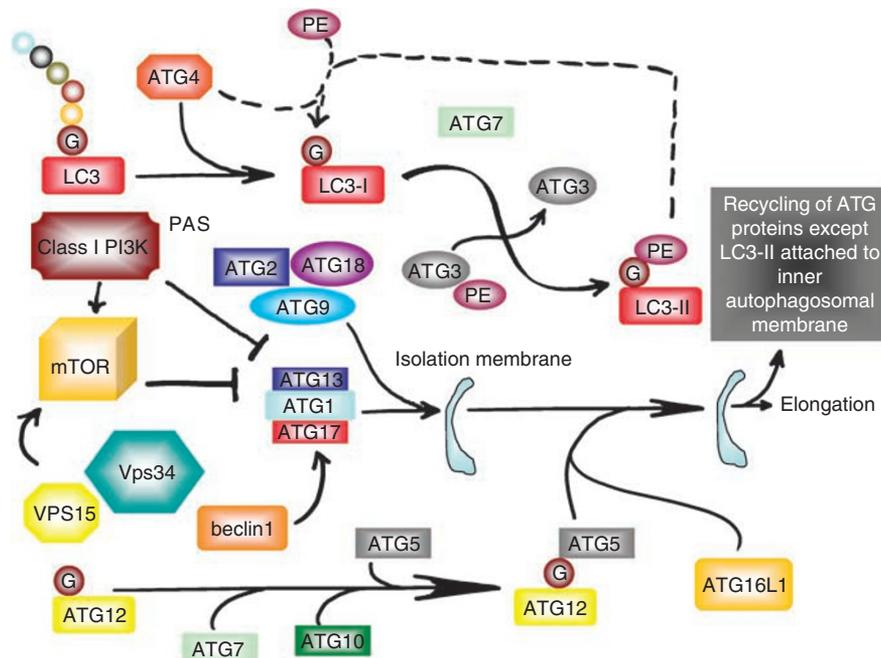 PE
ATG4
ATG7
G
LC3
G
LC3-I
ATG3
Recycling of ATG
proteins except
LC3-II attached to
inner
autophagosomal
membrane
Class I PI3K
PAS
ATG2
ATG18
ATG9
ATG3
PE
PE
G
LC3-II
mTOR
Isolation membrane
ATG13
ATG1
ATG17
Elongation
Vps34
VPS15
beclin1
ATG5
ATG5
G
ATG12
G
ATG12
ATG16L1
ATG7
ATG10